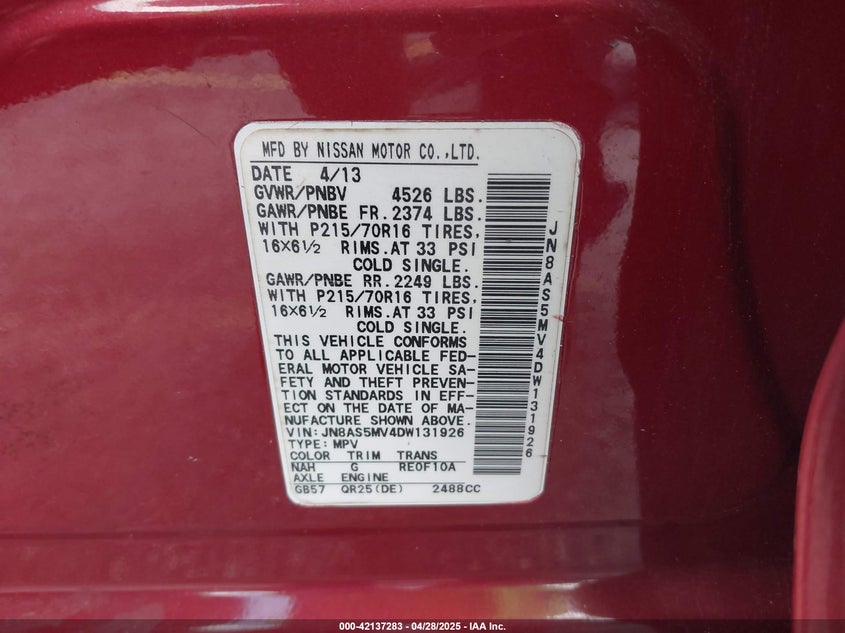 MFD BY NISSAN MOTOR CO.,LTD.
DATE 4/13
GVWR/PNBV 4526 LBS.
GAWR/PNBE FR. 2374 LBS.
WITH P215/70R16 TIRES,
16X6½ RIMS.AT 33 PSI
COLD SINGLE.
GAWR/PNBE RR. 2249 LBS.
WITH P215/70R16 TIRES,
16X6½ RIMS.AT 33 PSI
COLD SINGLE.
THIS VEHICLE CONFORMS
TO ALL APPLICABLE FED-
ERAL MOTOR VEHICLE SA-
FETY AND THEFT PREVEN-
TION STANDARDS IN EFF-
ECT ON THE DATE OF MA-
NUFACTURE SHOWN ABOVE.
VIN:JN8AS5MV4DW131926
TYPE: MPV
COLOR TRIM TRANS
NAH G RE0F10A
AXLE ENGINE
GB57 QR25(DE) 2488CC
JN8AS5MV4DW131926
000-42137283 - 04/28/2025 - IAA Inc.